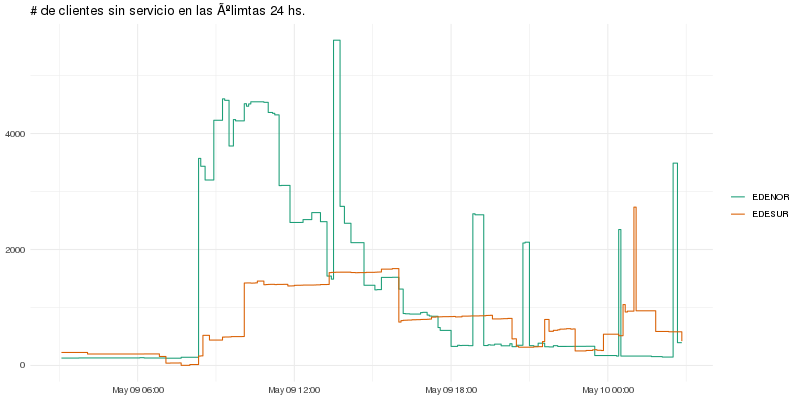 # de clientes sin servicio en las Ãºlimtas 24 hs.
4000
2000
0
May 09 06:00
May 09 12:00
May 09 18:00
May 10 00:00
EDENOR
EDESUR